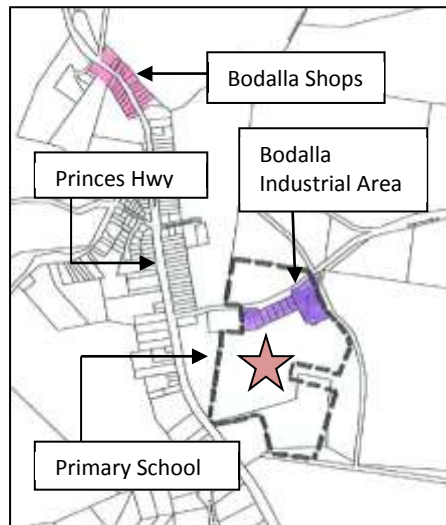 Bodalla Shops
Bodalla
Industrial Area
Princes Hwy
Primary School